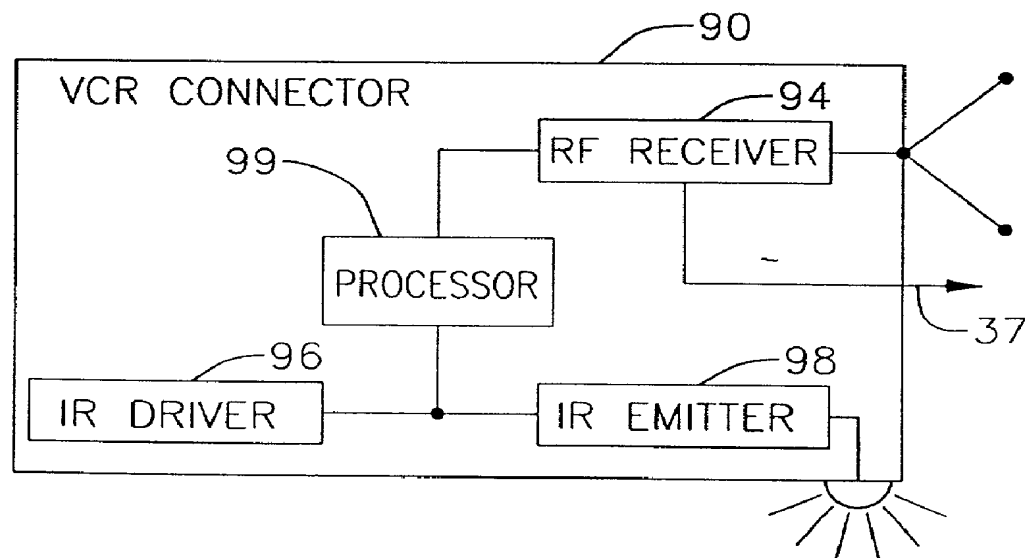 90
VCR CONNECTOR
94
RF RECEIVER
99
PROCESSOR
37
96
IR DRIVER
98
IR EMITTER